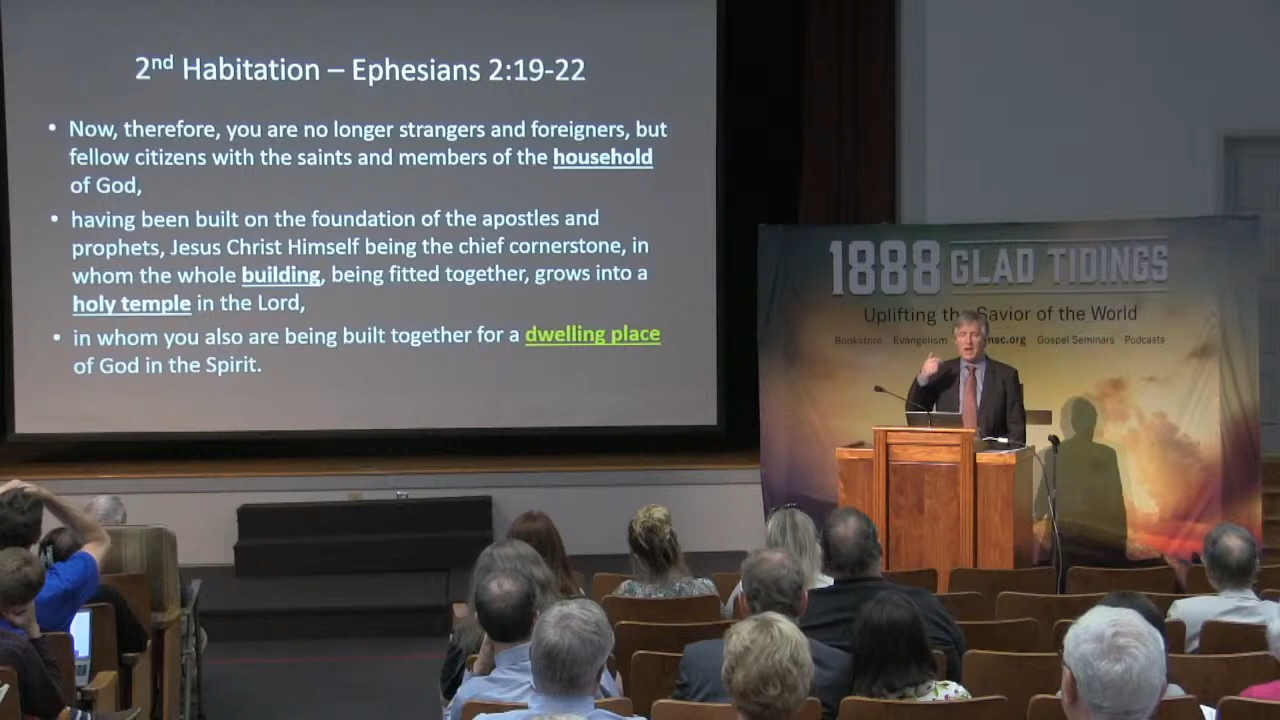 2nd Habitation – Ephesians 2:19-22
• Now, therefore, you are no longer strangers and foreigners, but
fellow citizens with the saints and members of the household
of God,
• having been built on the foundation of the apostles and
prophets, Jesus Christ Himself being the chief cornerstone, in
whom the whole building, being fitted together, grows into a
holy temple in the Lord,
• in whom you also are being built together for a dwelling place
of God in the Spirit.
1888 GLAD TIDINGS
Uplifting the Savior of the World
Bookstore Evangelism msc.org Gospel Seminars Podcasts